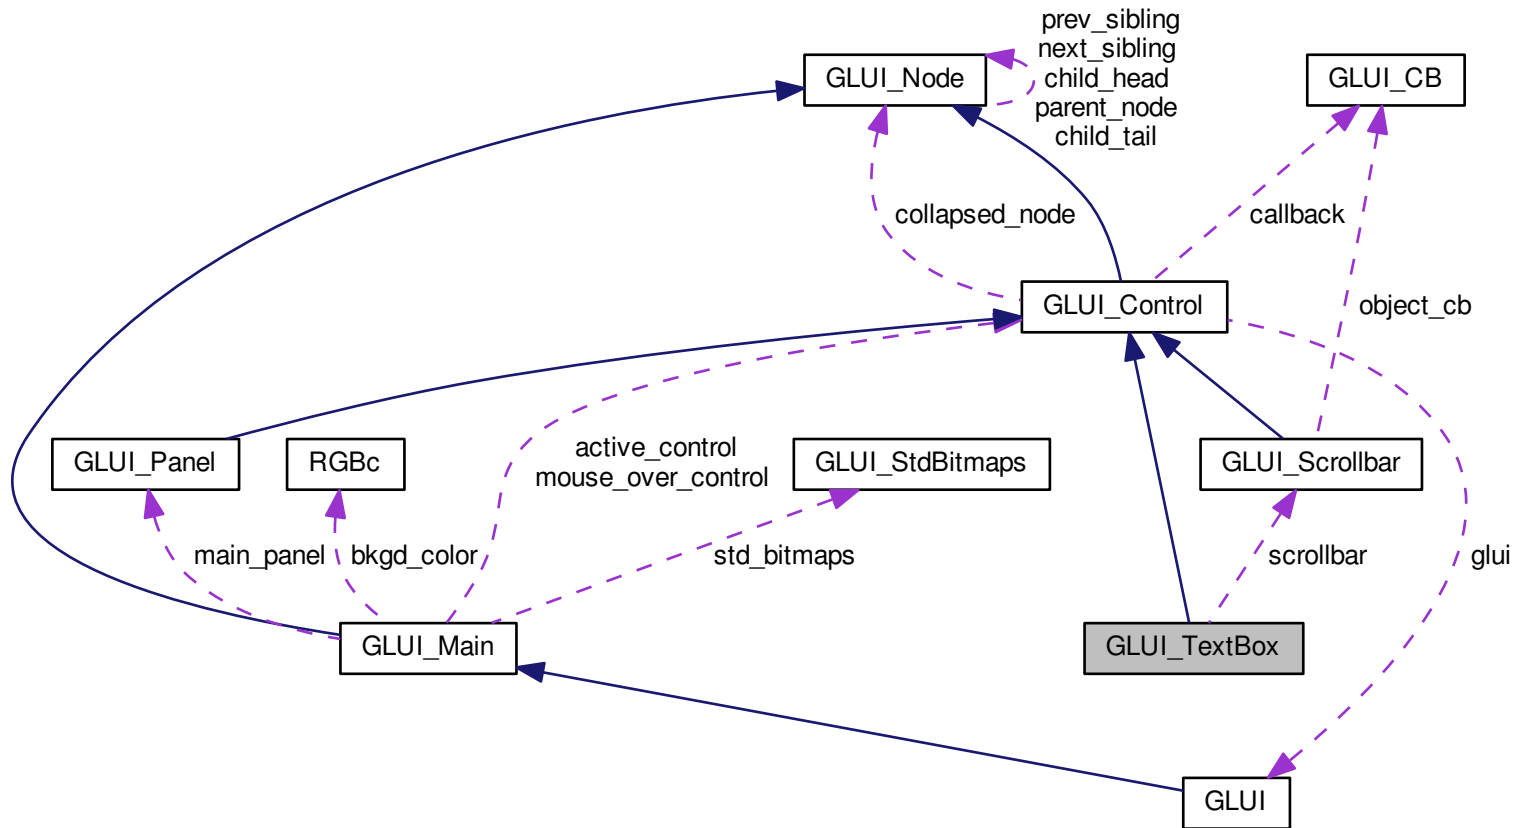 prev_sibling
next_sibling
child_head
parent_node
child_tail
GLUI_Node
GLUI_CB
collapsed_node
callback
GLUI_Control
object_cb
GLUI_Panel
RGBc
active_control
mouse_over_control
GLUI_StdBitmaps
GLUI_Scrollbar
main_panel
bkgd_color
std_bitmaps
scrollbar
glui
GLUI_Main
GLUI_TextBox
GLUI